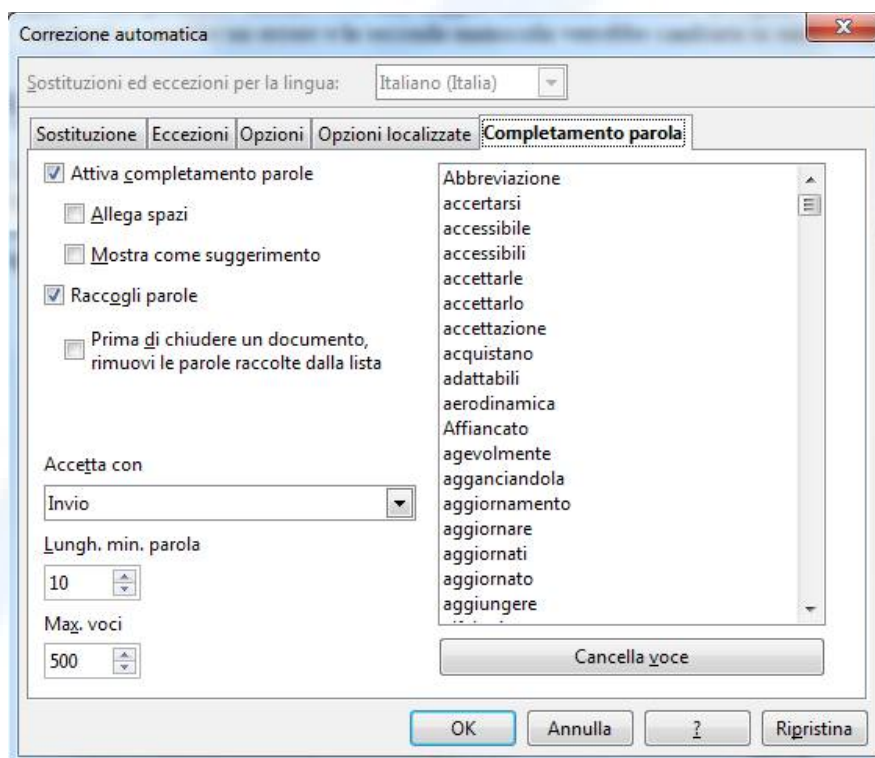 Correzione automatica
Sostituzioni ed eccezioni per la lingua: Italiano (Italia)
Sostituzione Eccezioni Opzioni Opzioni localizzate Completamento parola
Attiva completamento parole
Allega spazi
Mostra come suggerimento
Raccogli parole
Prima di chiudere un documento,
rimuovi le parole raccolte dalla lista
Accetta con
Invio
Lungh. min. parola
10
Max. voci
500
Abbreviazione
accertarsi
accessibile
accessibili
accettarle
accettarlo
accettazione
acquistano
adattabili
aerodinamica
Affiancato
agevolmente
agganciandola
aggiornamento
aggiornare
aggiornati
aggiornato
aggiungere
Cancella voce
OK Annulla ? Ripristina